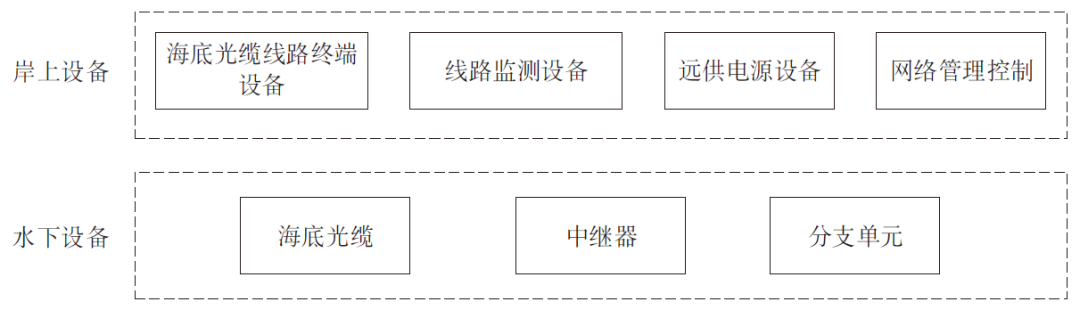 岸上设备
海底光缆线路终端
设备
线路监测设备
远供电源设备
网络管理控制
水下设备
海底光缆
中继器
分支单元